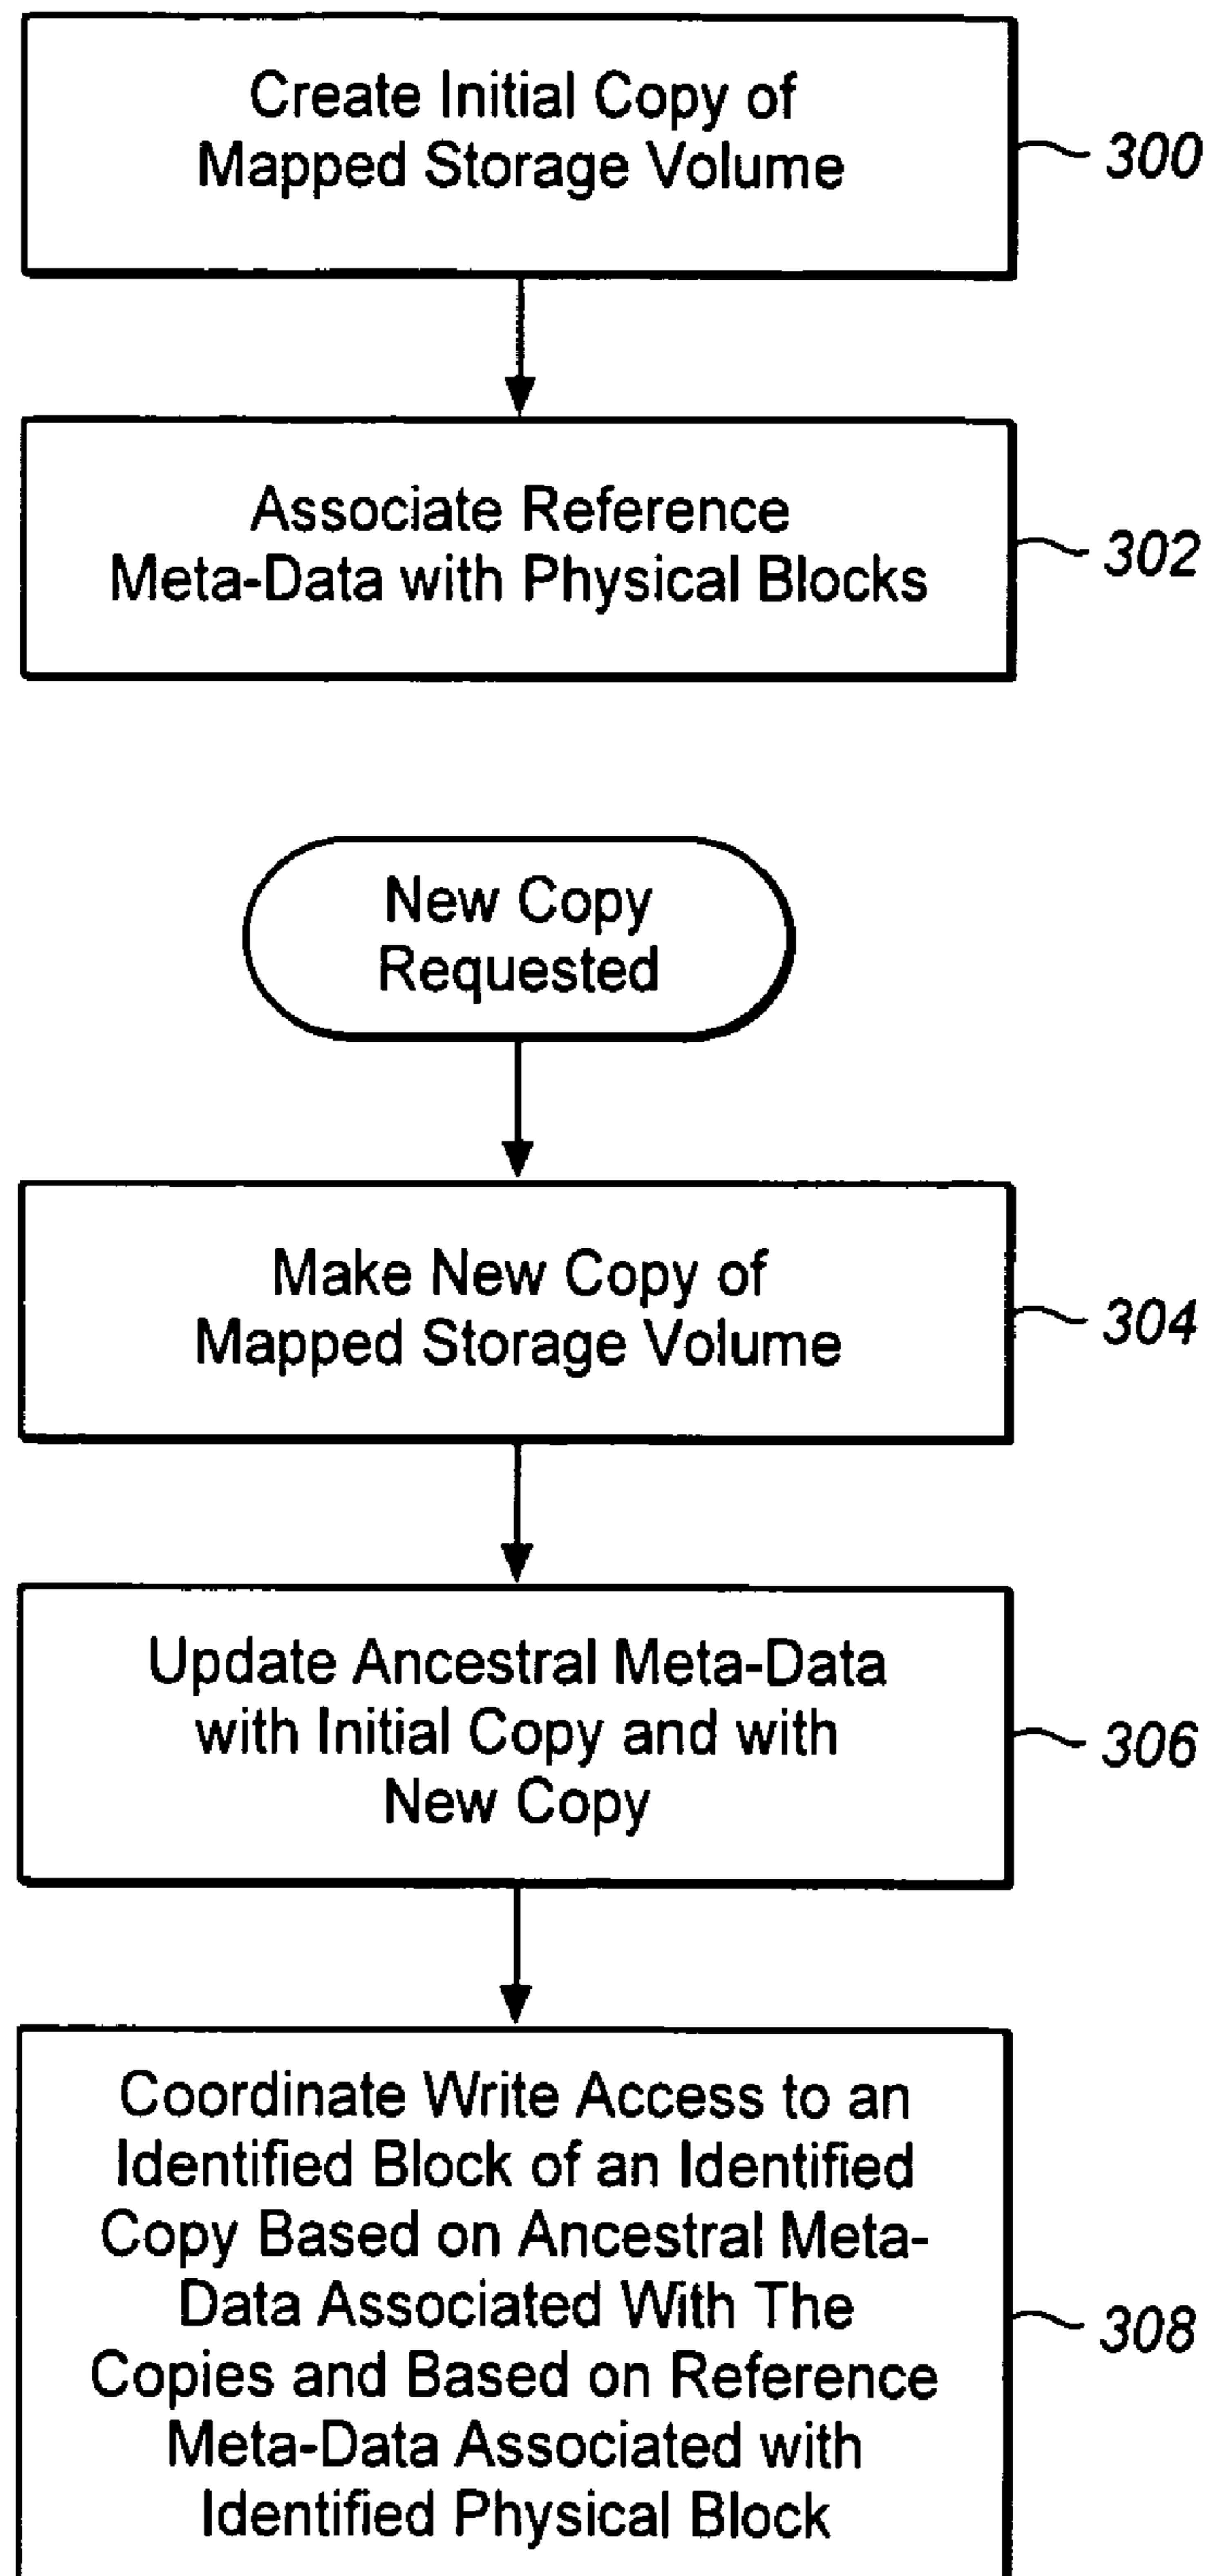 Create Initial Copy of
Mapped Storage Volume
300
Associate Reference
Meta-Data with Physical Blocks
302
New Copy
Requested
Make New Copy of
Mapped Storage Volume
304
Update Ancestral Meta-Data
with Initial Copy and with
New Copy
306
Coordinate Write Access to an
Identified Block of an Identified
Copy Based on Ancestral Meta-
Data Associated With The
Copies and Based on Reference
Meta-Data Associated with
Identified Physical Block
308